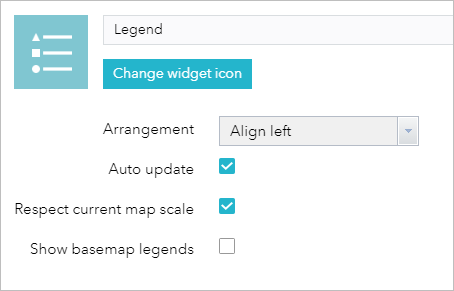 Legend
Change widget icon
Arrangement Align left
Auto update
Respect current map scale
Show basemap legends